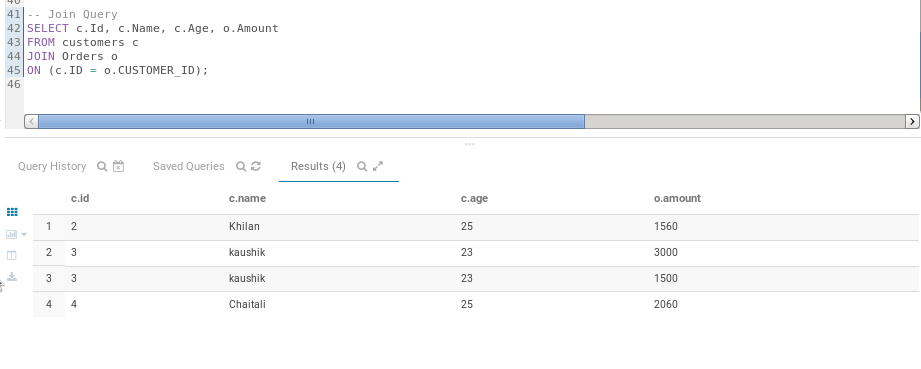 40
41 -- Join Query
42 SELECT c.Id, c.Name, c.Age, o.Amount
43 FROM customers c
44 JOIN Orders o
45 ON (c.ID = o.CUSTOMER_ID);
46
Query History Saved Queries Results (4)
c.id c.name c.age o.amount
1 2 Khilan 25 1560
2 3 kaushik 23 3000
3 3 kaushik 23 1500
4 4 Chaitali 25 2060